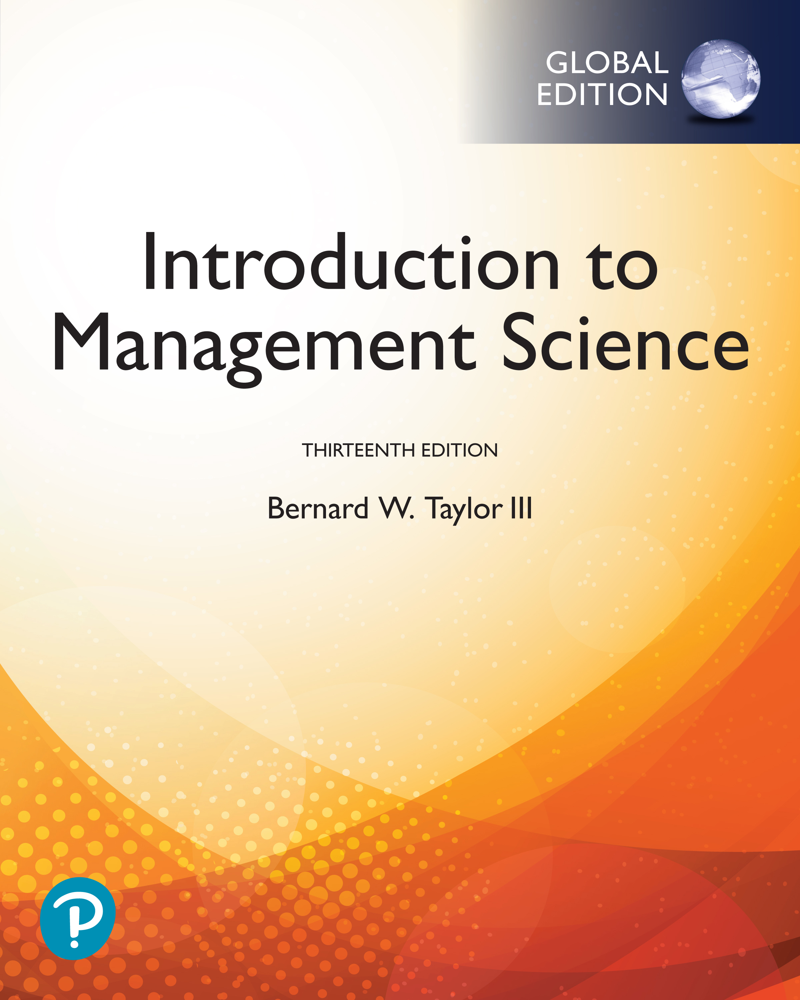 GLOBAL
EDITION
Introduction to
Management Science
THIRTEENTH EDITION
Bernard W. Taylor III
P